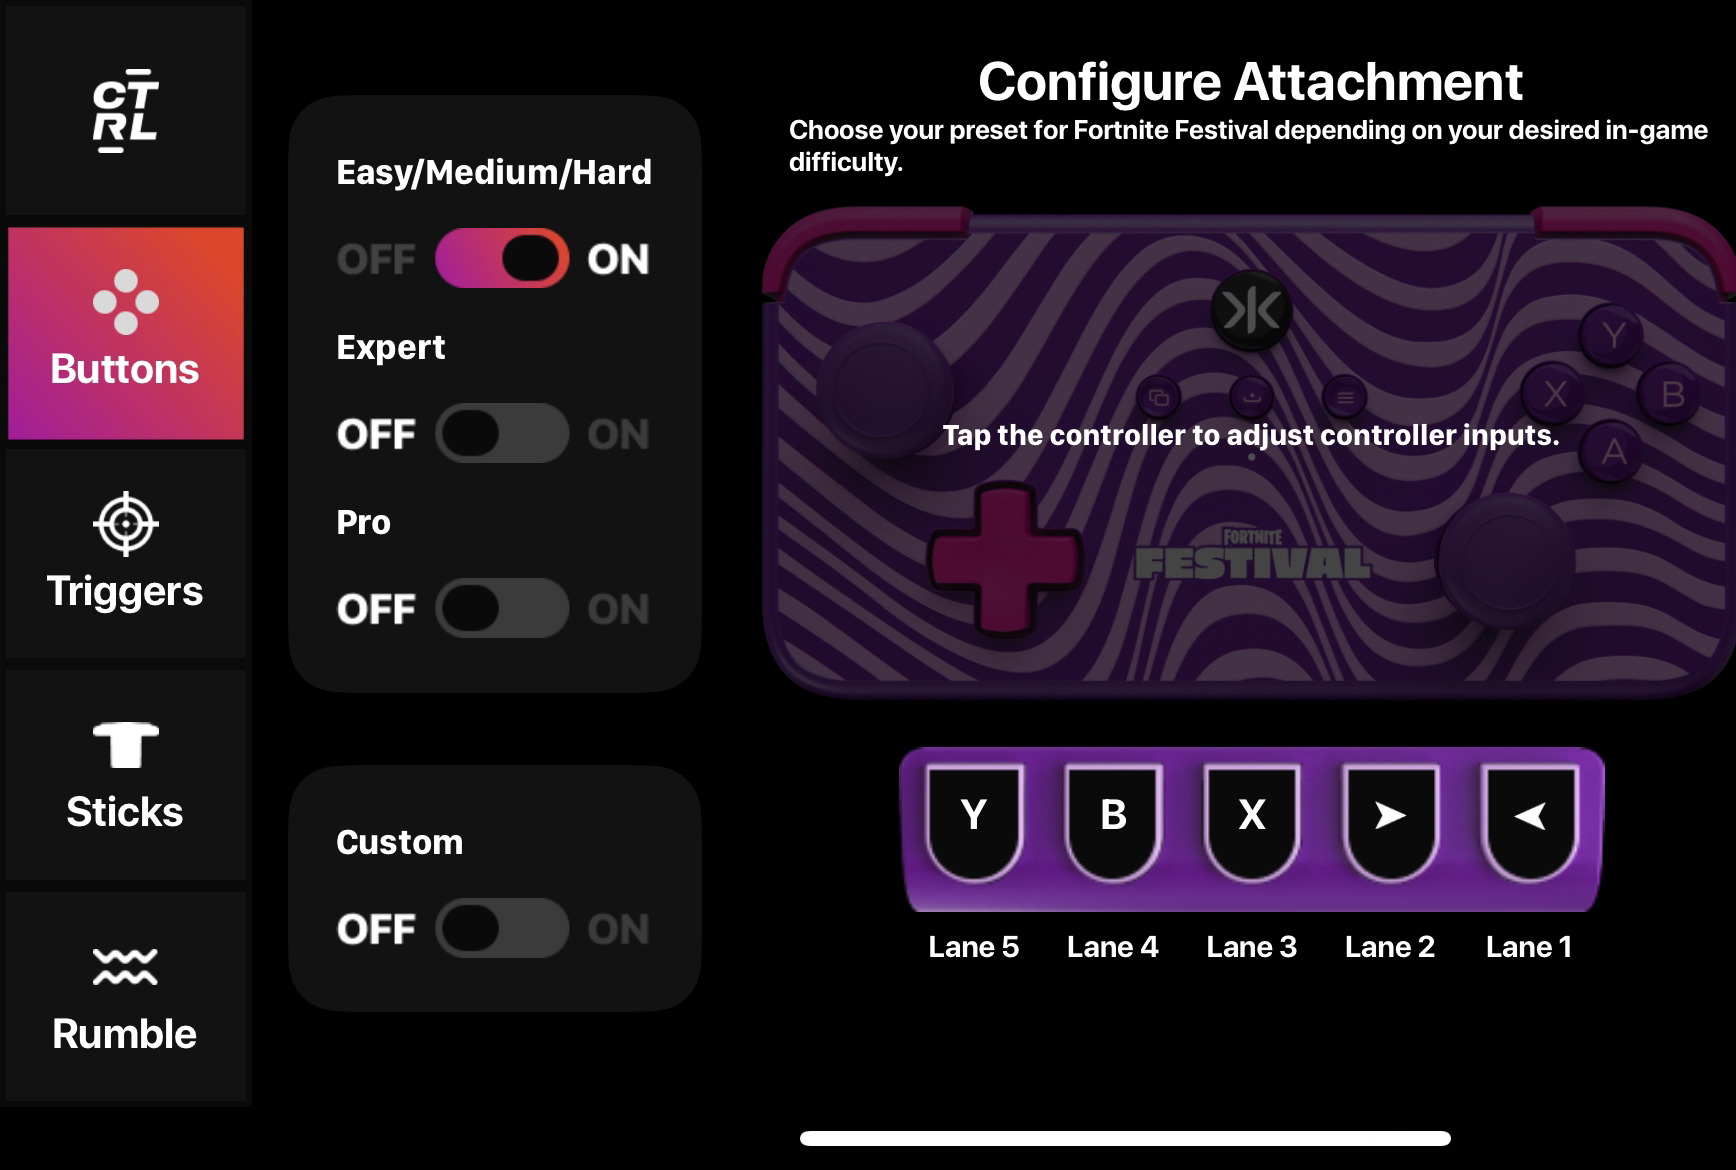 CTRL
Buttons
Triggers
Sticks
Rumble
Easy/Medium/Hard
OFF ON
Expert
OFF ON
Pro
OFF ON
Custom
OFF ON
Configure Attachment
Choose your preset for Fortnite Festival depending on your desired in-game
difficulty.
Y
X B
A
Tap the controller to adjust controller inputs.
FORTNITE
FESTIVAL
Y B X
Lane 5 Lane 4 Lane 3 Lane 2 Lane 1